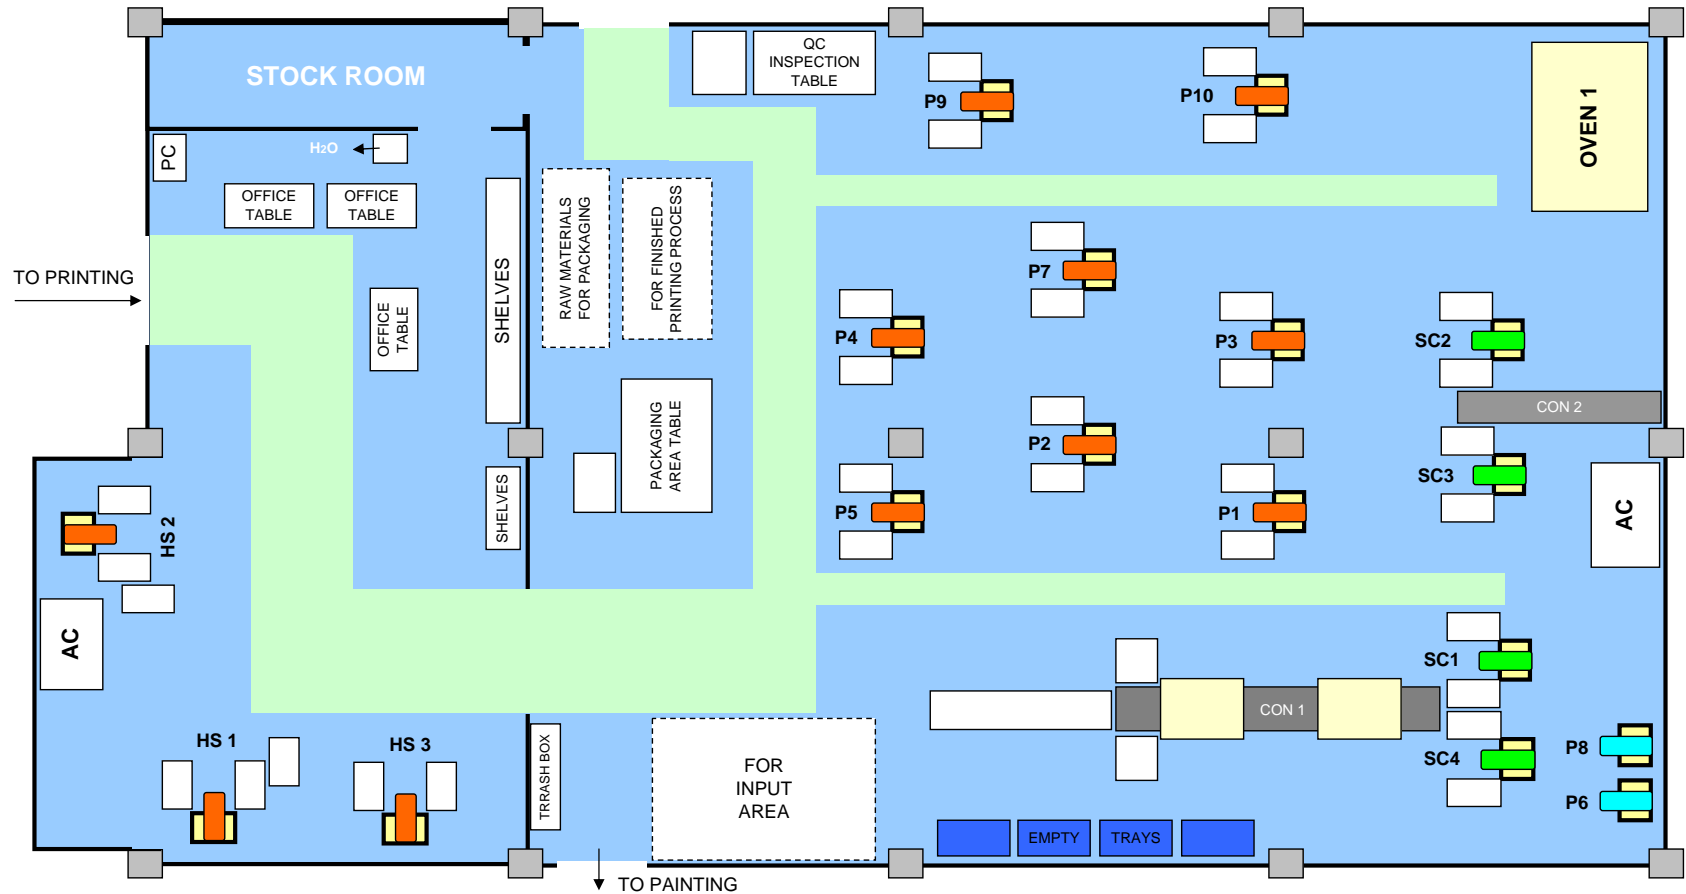 STOCK ROOM
QC
INSPECTION
TABLE
P9
P10
OVEN 1
PC
H2O
OFFICE
TABLE
OFFICE
TABLE
SHELVES
RAW MATERIALS
FOR PACKAGING
FOR FINISHED
PRINTING PROCESS
TO PRINTING
OFFICE
TABLE
P7
P4
P3
SC2
CON 2
PACKAGING
AREA TABLE
P2
SC3
SHELVES
P5
P1
AC
HS 2
AC
SC1
CON 1
HS 1
HS 3
TRRASH BOX
FOR
INPUT
AREA
SC4
P8
P6
EMPTY
TRAYS
TO PAINTING